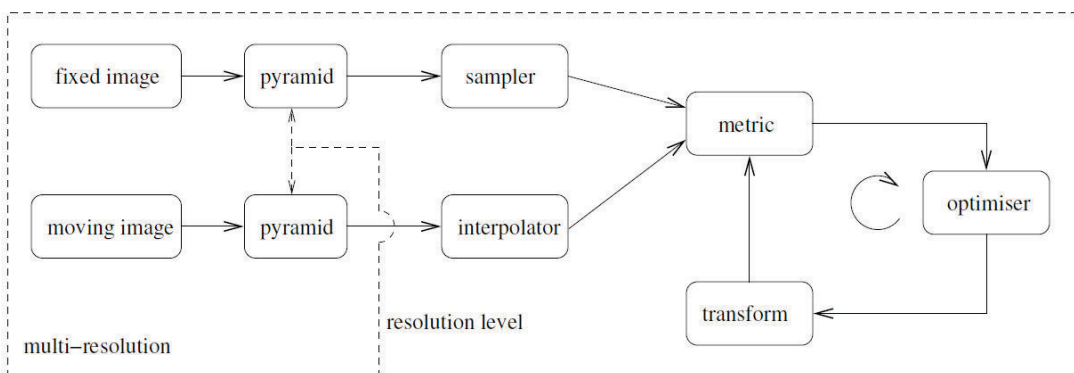 fixed image
pyramid
sampler
metric
moving image
pyramid
interpolator
optimiser
transform
resolution level
multi−resolution